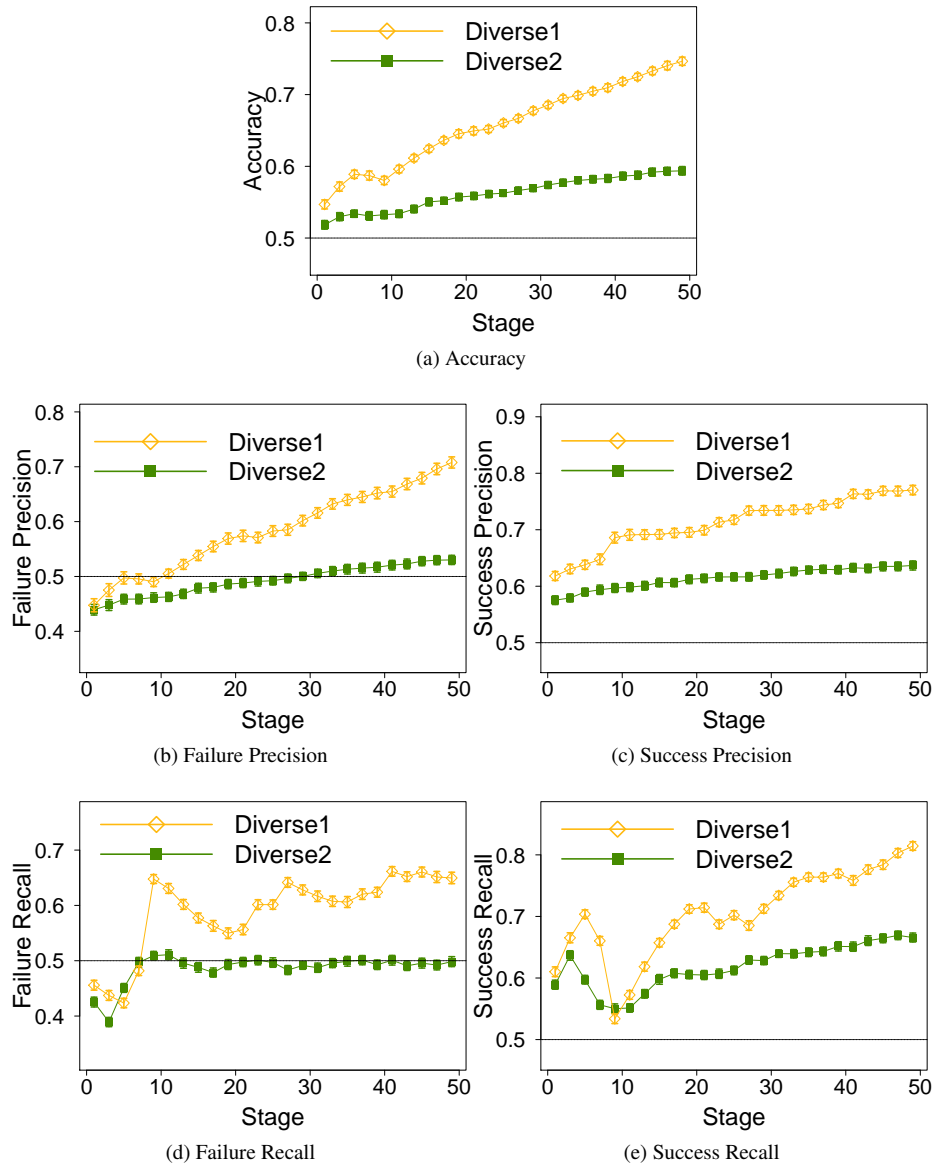 Accuracy
0.8
0.7
0.6
0.5
Diverse1
Diverse2
0 10 20 30 40 50
Stage
(a) Accuracy
Failure Precision
0.8
0.7
0.6
0.5
0.4
Diverse1
Diverse2
0 10 20 30 40 50
Stage
(b) Failure Precision
Success Precision
0.9
0.8
0.7
0.6
0.5
Diverse1
Diverse2
0 10 20 30 40 50
Stage
(c) Success Precision
Failure Recall
0.7
0.6
0.5
0.4
Diverse1
Diverse2
0 10 20 30 40 50
Stage
(d) Failure Recall
Success Recall
0.8
0.7
0.6
0.5
Diverse1
Diverse2
0 10 20 30 40 50
Stage
(e) Success Recall